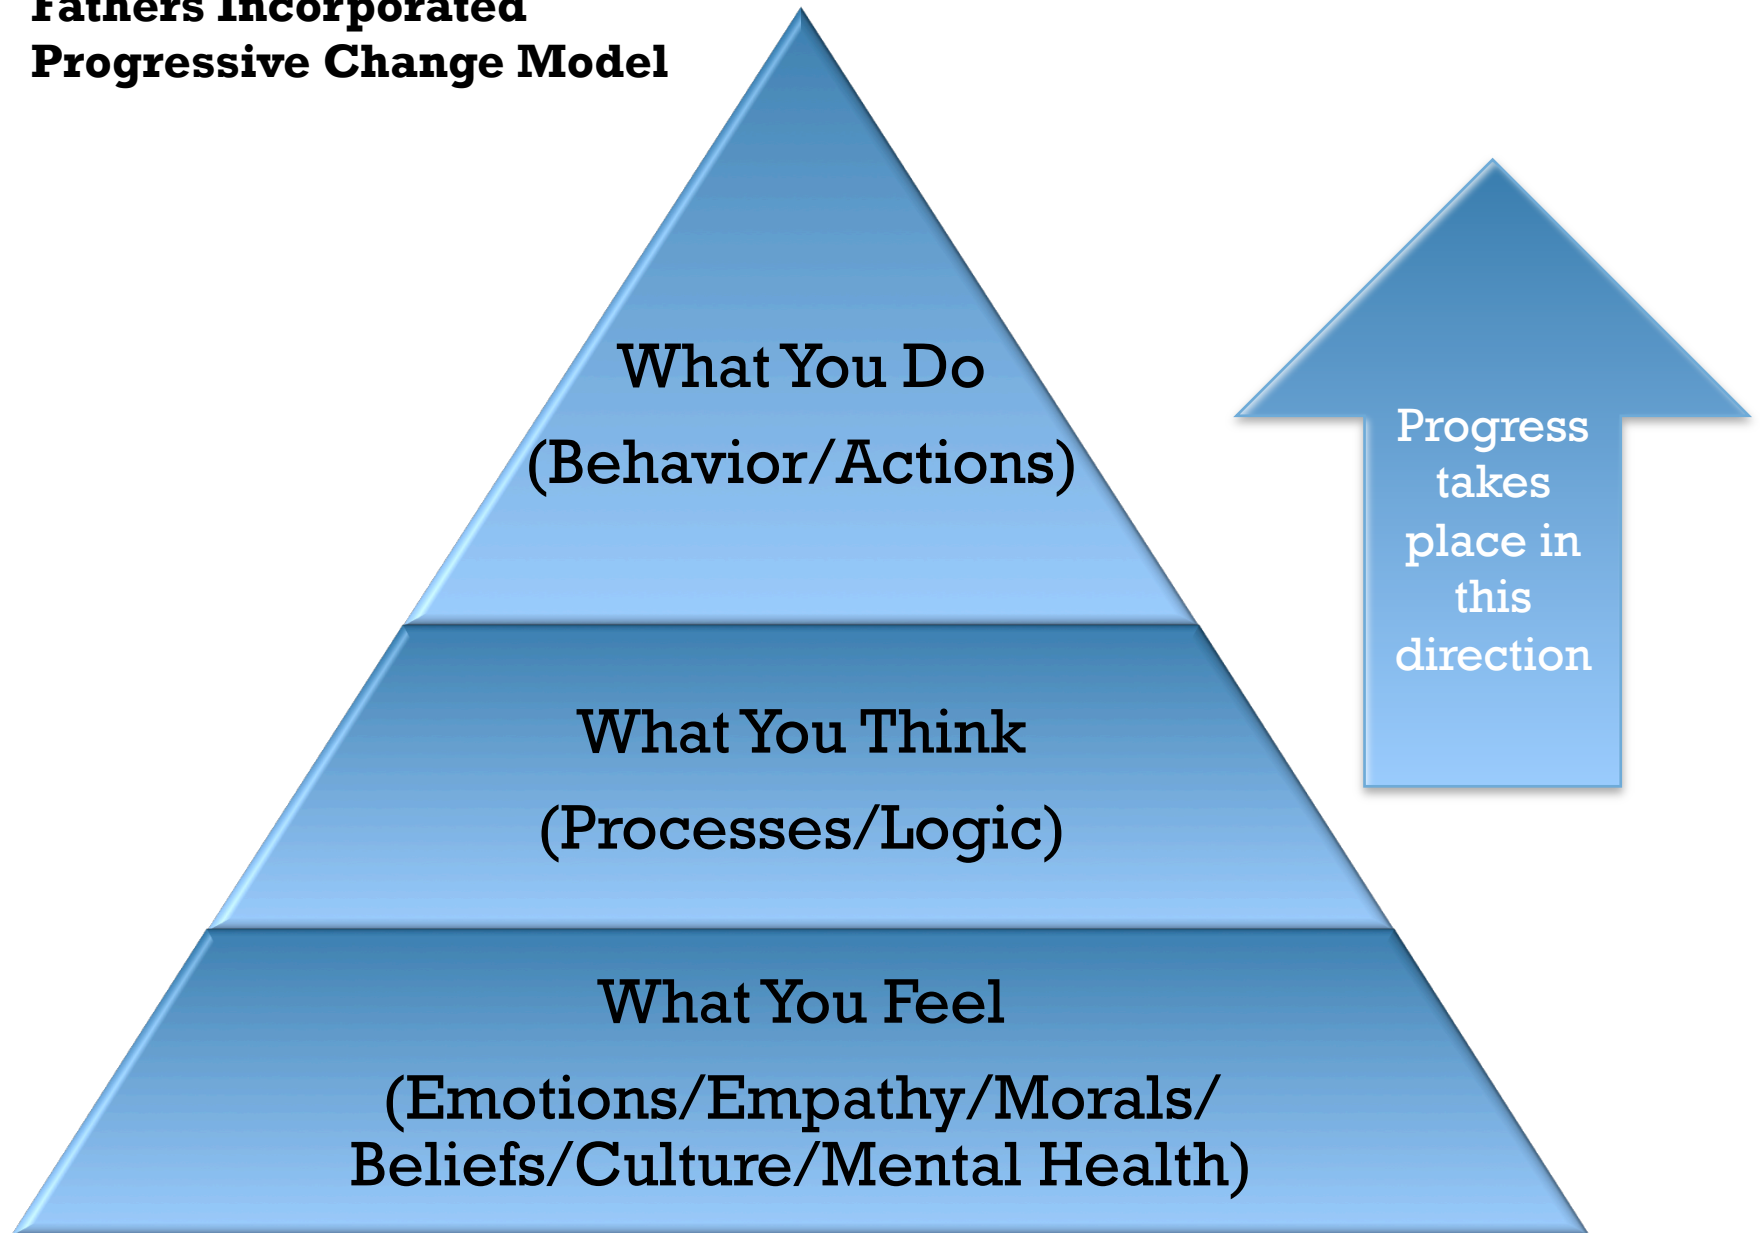 Fathers Incorporated
Progressive Change Model
What You Do
(Behavior/Actions)
Progress
takes
place in
this
direction
What You Think
(Processes/Logic)
What You Feel
(Emotions/Empathy/Morals/
Beliefs/Culture/Mental Health)